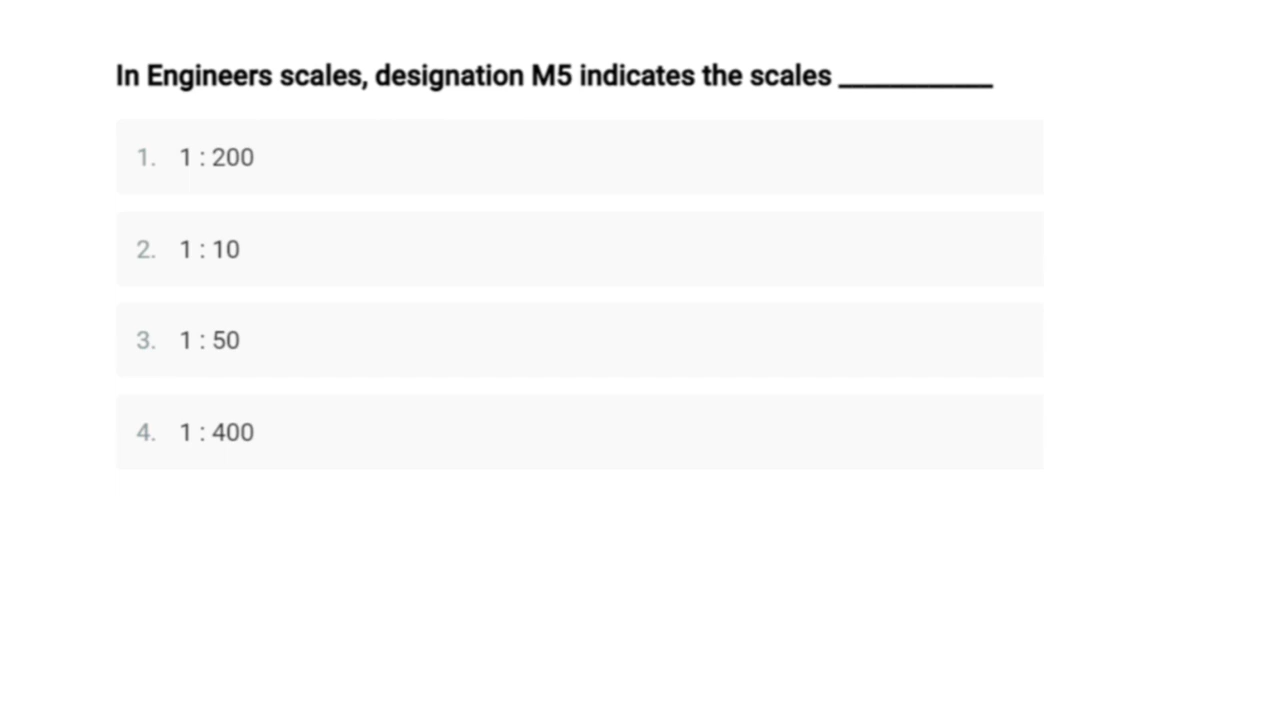 In Engineers scales, designation M5 indicates the scales ___________
1. 1 : 200
2. 1 : 10
3. 1 : 50
4. 1 : 400